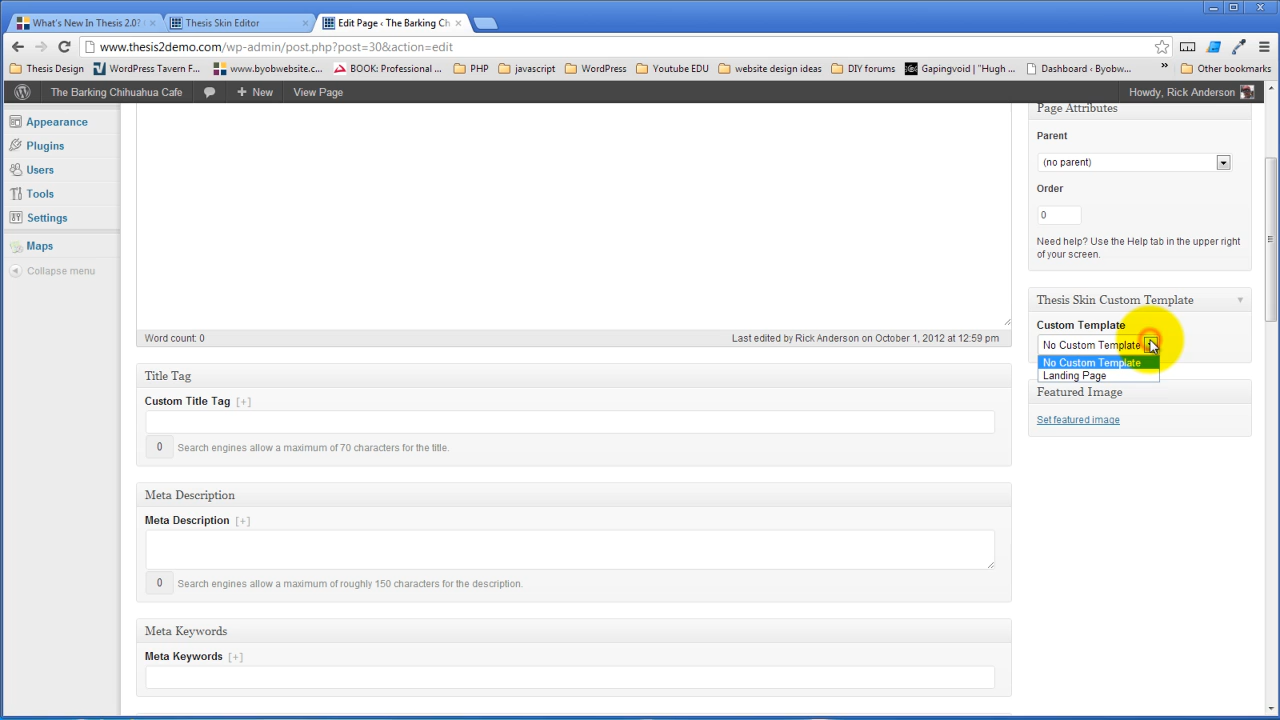 What's New In Thesis 2.0? (
Thesis Skin Editor
Edit Page ‹ The Barking Ch
www.thesis2demo.com/wp-admin/post.php?post=30&action=edit
Thesis Design
WordPress Tavern F...
www.byobwebsite.c...
BOOK: Professional ...
PHP
javascript
WordPress
Youtube EDU
website design ideas
DIY forums
Gapingvoid | "Hugh ...
Dashboard ‹ Byobw...
»
Other bookmarks
The Barking Chihuahua Cafe
+ New
View Page
Howdy, Rick Anderson
Appearance
Plugins
Users
Tools
Settings
Maps
Collapse menu
Word count: 0
Last edited by Rick Anderson on October 1, 2012 at 12:59 pm
Title Tag
Custom Title Tag [+]
0
Search engines allow a maximum of 70 characters for the title.
Meta Description
Meta Description [+]
0
Search engines allow a maximum of roughly 150 characters for the description.
Meta Keywords
Meta Keywords [+]
Page Attributes
Parent
(no parent)
Order
0
Need help? Use the Help tab in the upper right
of your screen.
Thesis Skin Custom Template
Custom Template
No Custom Template
No Custom Template
Landing Page
Featured Image
Set featured image